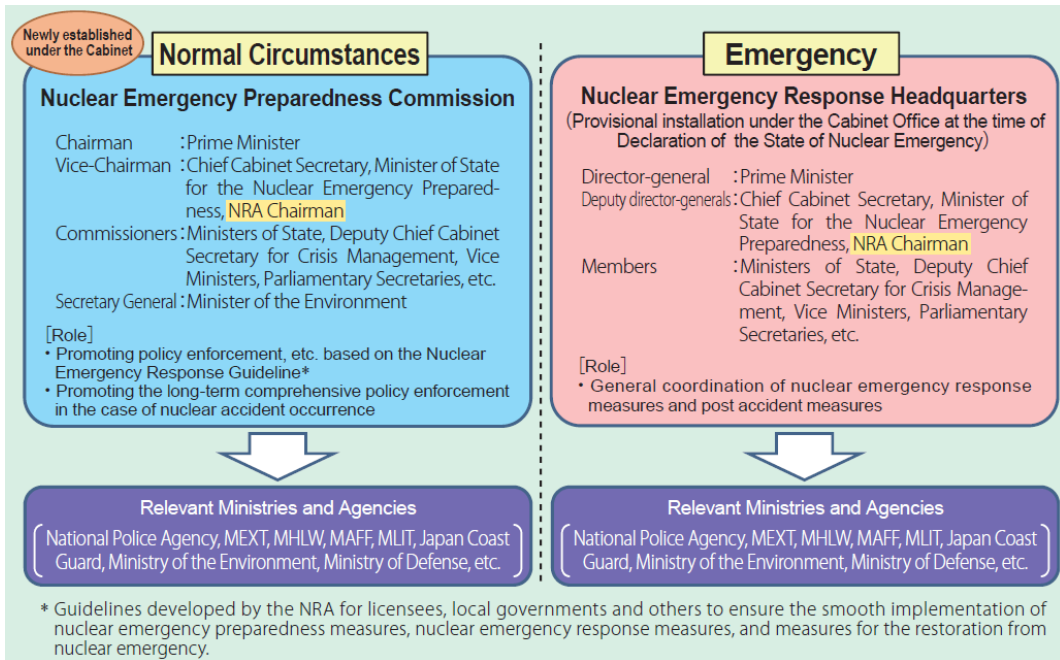 Newly established
under the Cabinet
Normal Circumstances
Nuclear Emergency Preparedness Commission
Chairman :Prime Minister
Vice-Chairman :Chief Cabinet Secretary, Minister of State
for the Nuclear Emergency Prepared-
ness, NRA Chairman
Commissioners:Ministers of State, Deputy Chief Cabinet
Secretary for Crisis Management, Vice
Ministers, Parliamentary Secretaries, etc.
Secretary General:Minister of the Environment
[Role]
・Promoting policy enforcement, etc. based on the Nuclear
Emergency Response Guideline*
・Promoting the long-term comprehensive policy enforcement
in the case of nuclear accident occurrence
Relevant Ministries and Agencies
National Police Agency, MEXT, MHLW, MAFF, MLIT, Japan Coast
Guard, Ministry of the Environment, Ministry of Defense, etc.
Emergency
Nuclear Emergency Response Headquarters
(Provisional installation under the Cabinet Office at the time of
Declaration of the State of Nuclear Emergency)
Director-general :Prime Minister
Deputy director-generals:Chief Cabinet Secretary, Minister of
State for the Nuclear Emergency
Preparedness, NRA Chairman
Members :Ministers of State, Deputy Chief
Cabinet Secretary for Crisis Manage-
ment, Vice Ministers, Parliamentary
Secretaries, etc.
[Role]
・General coordination of nuclear emergency response
measures and post accident measures
Relevant Ministries and Agencies
National Police Agency, MEXT, MHLW, MAFF, MLIT, Japan Coast
Guard, Ministry of the Environment, Ministry of Defense, etc.
* Guidelines developed by the NRA for licensees, local governments and others to ensure the smooth implementation of
nuclear emergency preparedness measures, nuclear emergency response measures, and measures for the restoration from
nuclear emergency.